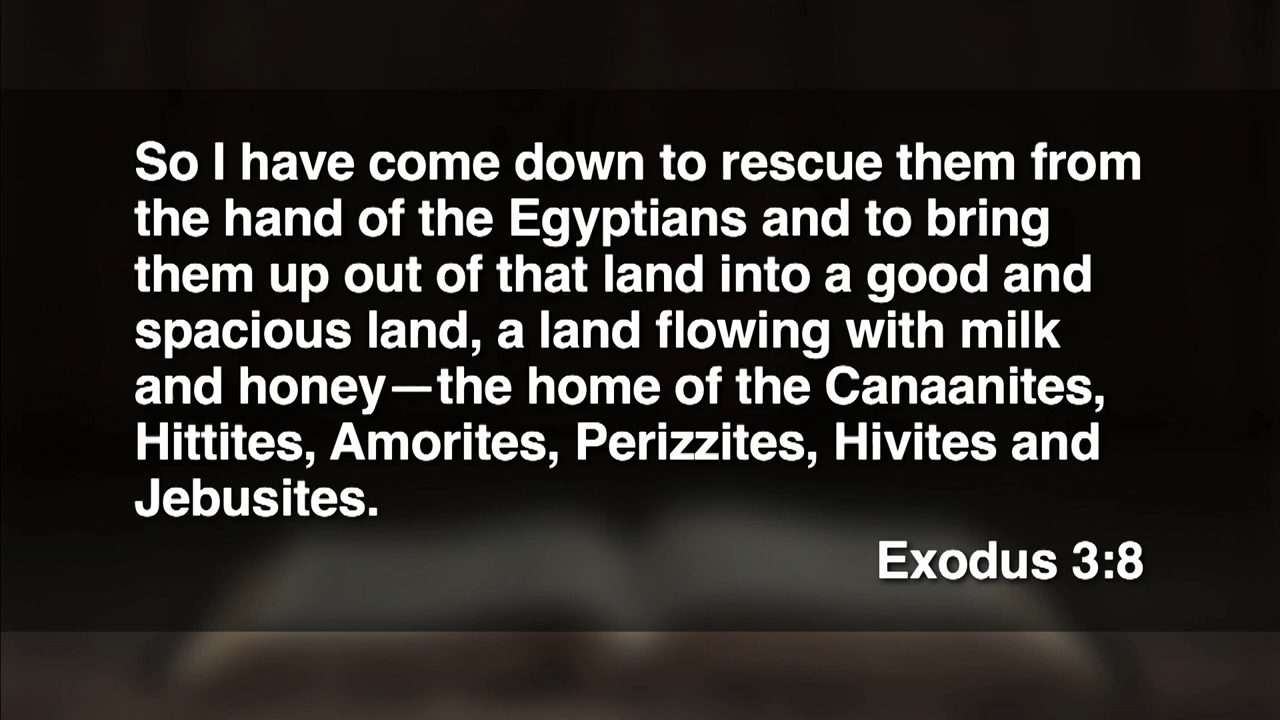 So I have come down to rescue them from
the hand of the Egyptians and to bring
them up out of that land into a good and
spacious land, a land flowing with milk
and honey—the home of the Canaanites,
Hittites, Amorites, Perizzites, Hivites and
Jebusites.
Exodus 3:8